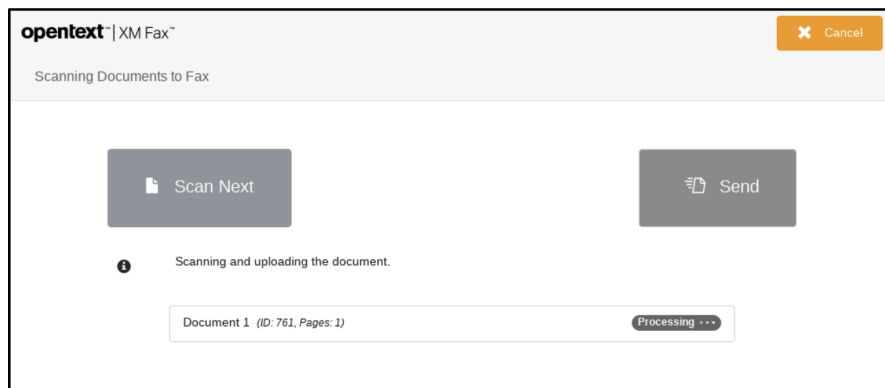 opentext™ | XM Fax™
Cancel
Scanning Documents to Fax
Scan Next
Send
Scanning and uploading the document.
Document 1 (ID: 761, Pages: 1)
Processing